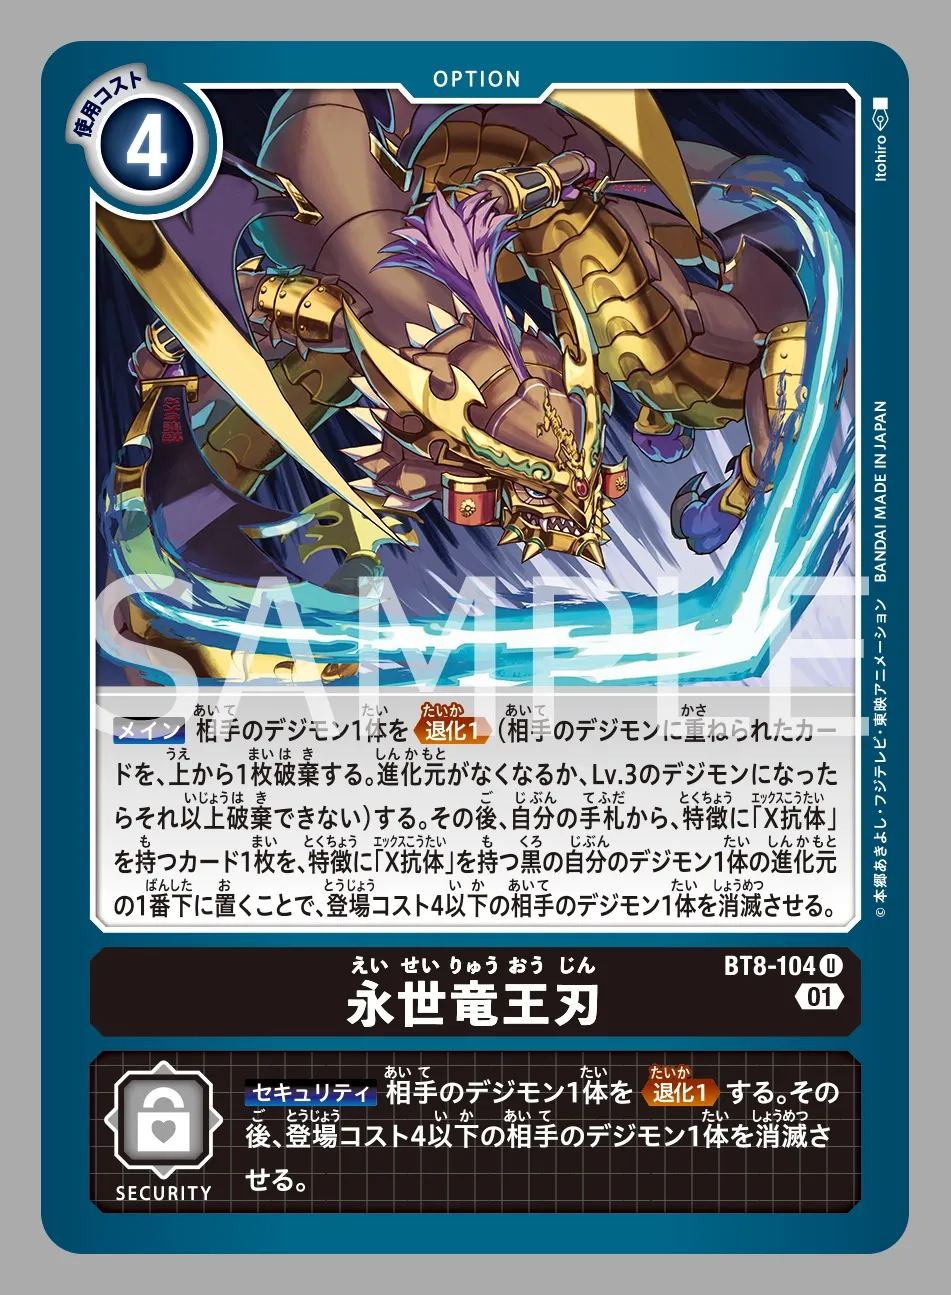 OPTION
使用コスト
4
Itohiro
BANDAI MADE IN JAPAN
© 本郷あきよし・フジテレビ・東映アニメーション
SAMPLE
メイン 相手のデジモン1体を 退化1 (相手のデジモンに重ねられたカー
ドを、上から1枚破棄する。進化元がなくなるか、Lv.3のデジモンになった
らそれ以上破棄できない)する。その後、自分の手札から、特徴に「X抗体」
を持つカード1枚を、特徴に「X抗体」を持つ黒の自分のデジモン1体の進化元
の1番下に置くことで、登場コスト4以下の相手のデジモン1体を消滅させる。
えいせいりゅうおうじん
永世竜王刃
BT8-104 U
01
セキュリティ 相手のデジモン1体を 退化1 する。その
後、登場コスト4以下の相手のデジモン1体を消滅さ
せる。
SECURITY